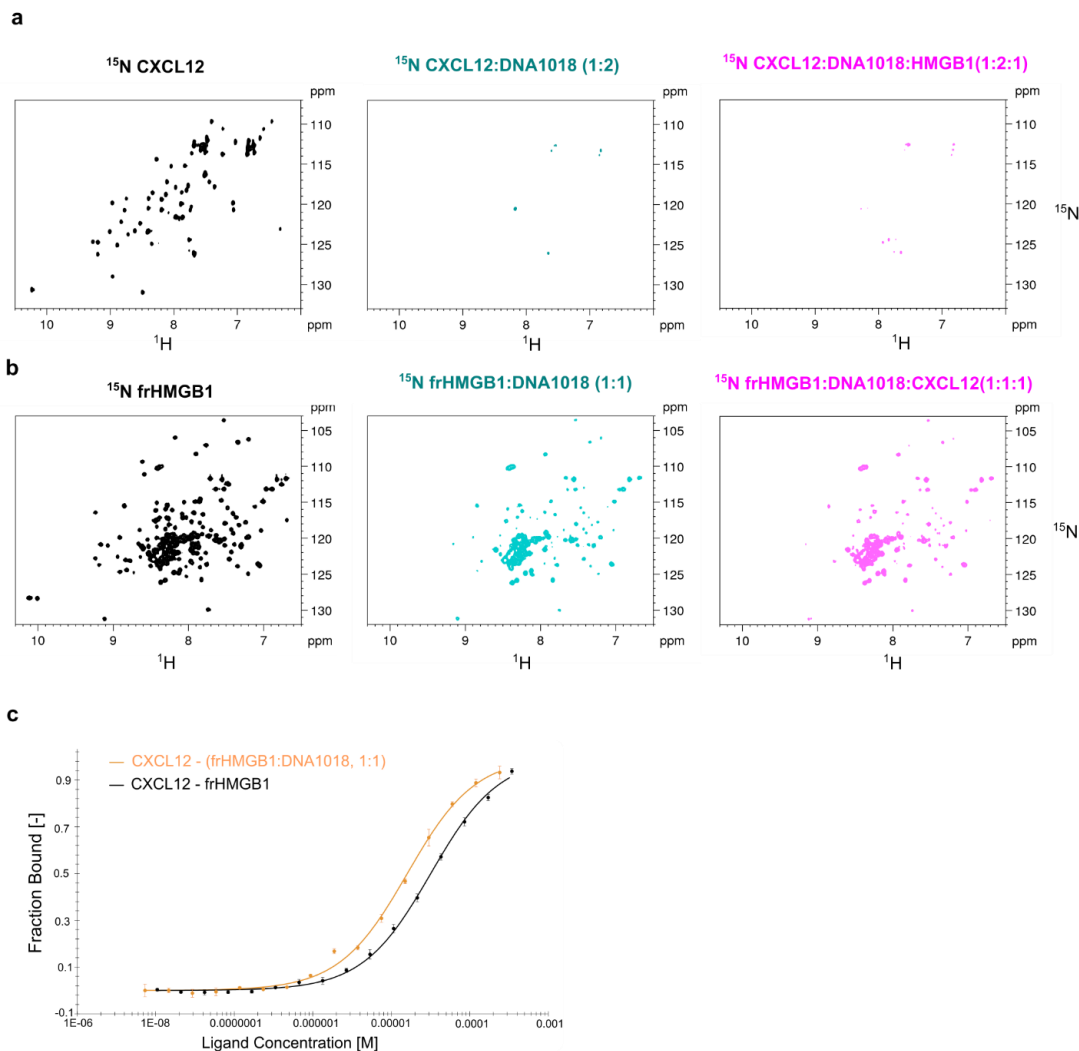 a
¹⁵N CXCL12
¹⁵N CXCL12:DNA1018 (1:2)
¹⁵N CXCL12:DNA1018:HMGB1(1:2:1)
ppm
ppm
ppm
110
115
120
125
130
110
115
120
125
130
110
115
120
125
130
¹⁵N
10 9 8 7 ppm
10 9 8 7 ppm
10 9 8 7 ppm
¹H
¹H
¹H
b
¹⁵N frHMGB1
¹⁵N frHMGB1:DNA1018 (1:1)
¹⁵N frHMGB1:DNA1018:CXCL12(1:1:1)
ppm
ppm
ppm
105
110
115
120
125
130
105
110
115
120
125
130
105
110
115
120
125
130
¹⁵N
10 9 8 7 ppm
10 9 8 7 ppm
10 9 8 7 ppm
¹H
¹H
¹H
c
CXCL12 - (frHMGB1:DNA1018, 1:1)
CXCL12 - frHMGB1
Fraction Bound [-]
0.9
0.7
0.5
0.3
0.1
-0.1
1E-06 1E-08 0.0000001 0.000001 0.00001 0.0001 0.001
Ligand Concentration [M]